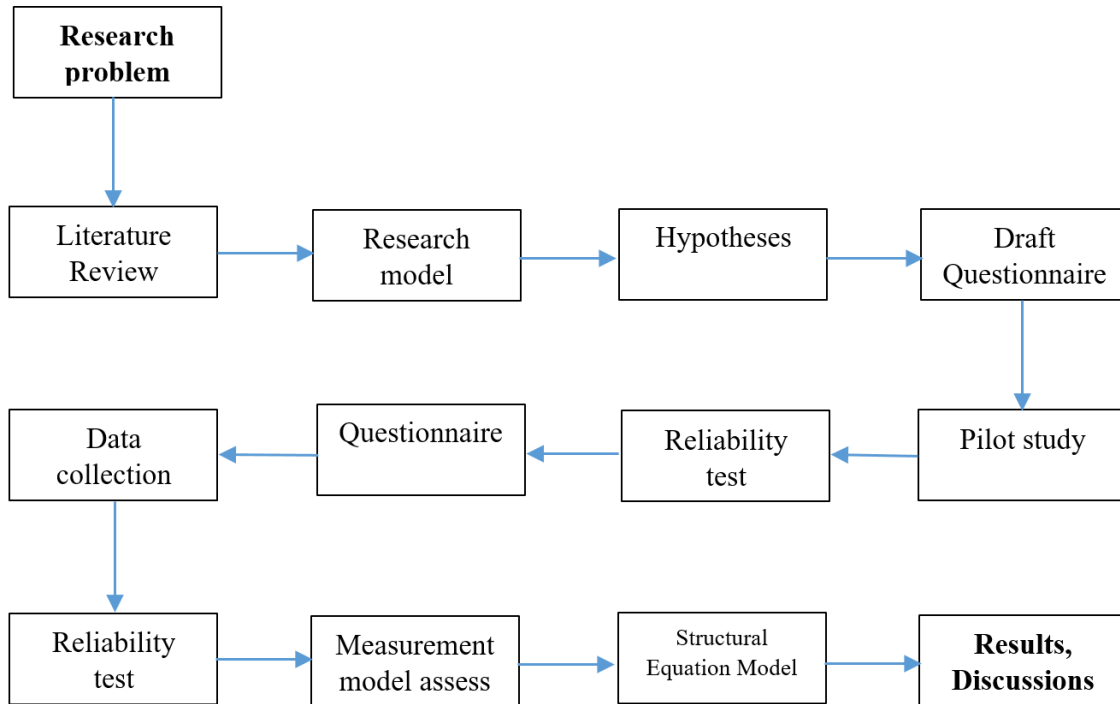 Research
problem
Literature
Review
Research
model
Hypotheses
Draft
Questionnaire
Pilot study
Reliability
test
Questionnaire
Data
collection
Reliability
test
Measurement
model assess
Structural
Equation Model
Results,
Discussions